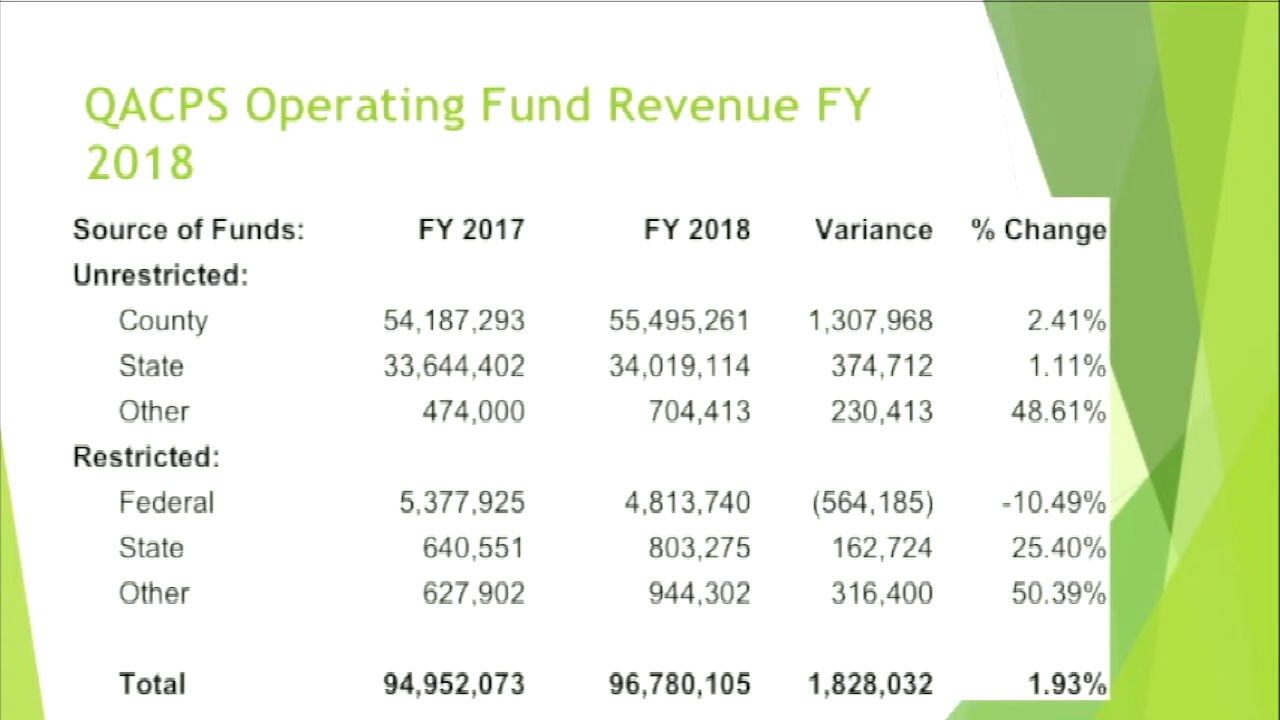 QACPS Operating Fund Revenue FY
2018
Source of Funds: FY 2017 FY 2018 Variance % Change
Unrestricted:
County 54,187,293 55,495,261 1,307,968 2.41%
State 33,644,402 34,019,114 374,712 1.11%
Other 474,000 704,413 230,413 48.61%
Restricted:
Federal 5,377,925 4,813,740 (564,185) -10.49%
State 640,551 803,275 162,724 25.40%
Other 627,902 944,302 316,400 50.39%
Total 94,952,073 96,780,105 1,828,032 1.93%